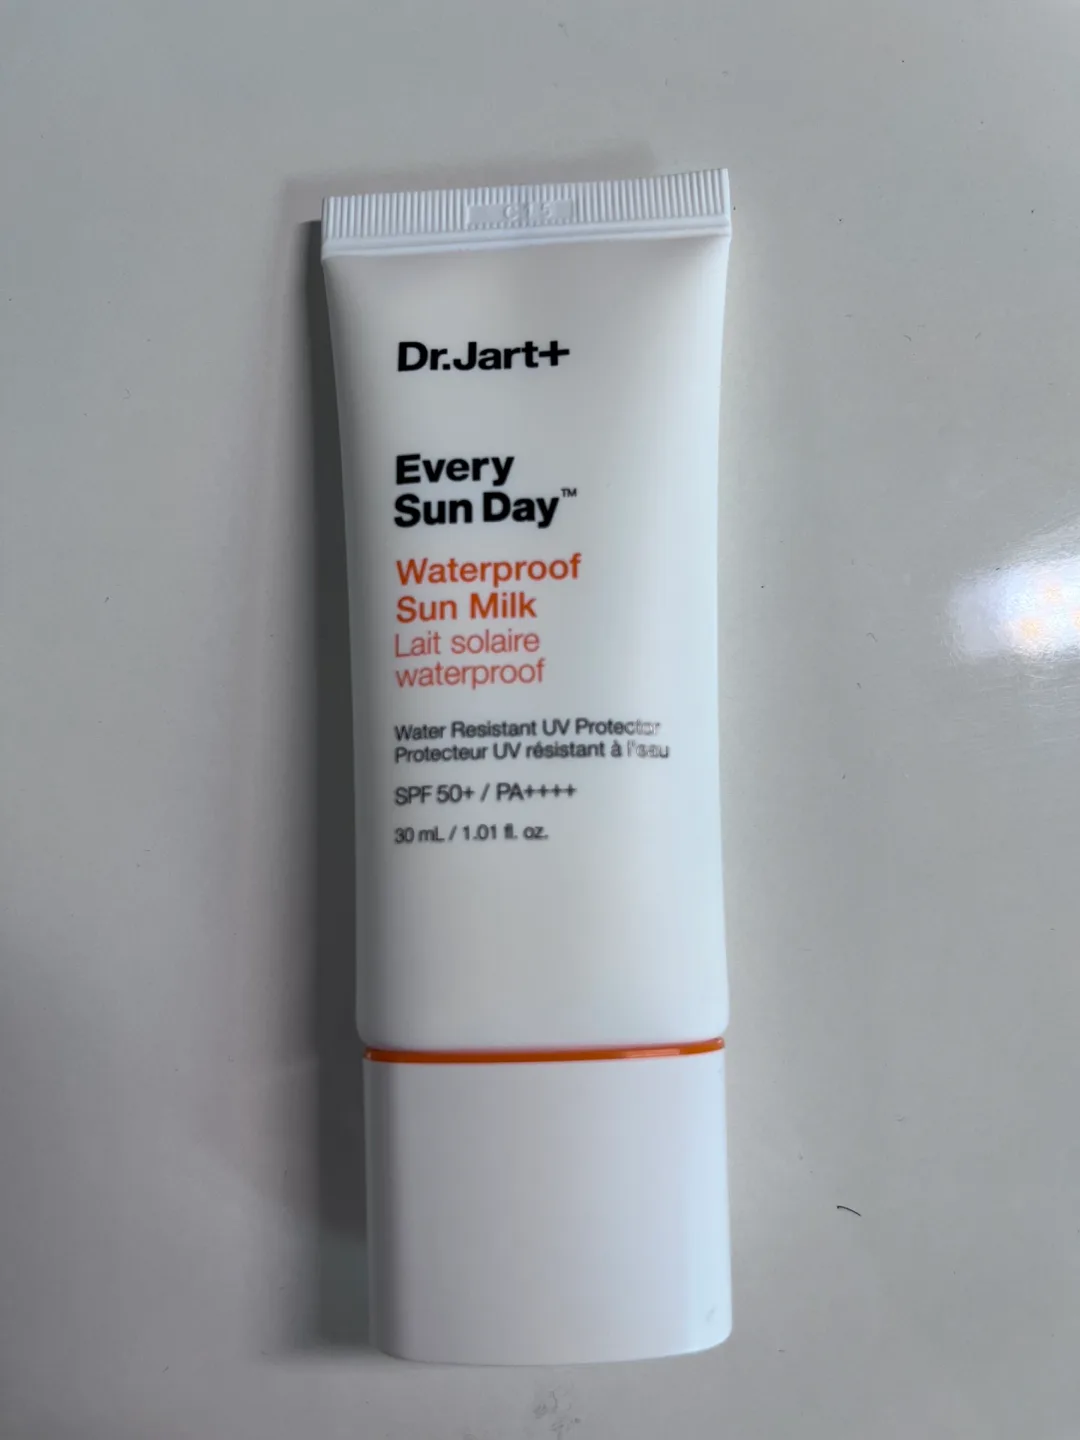 Dr.Jart+
Every
Sun Day™
Waterproof
Sun Milk
Lait solaire
waterproof
Water Resistant UV Protector
Protecteur UV résistant à l'eau
SPF 50+ / PA++++
30 mL / 1.01 fl. oz.